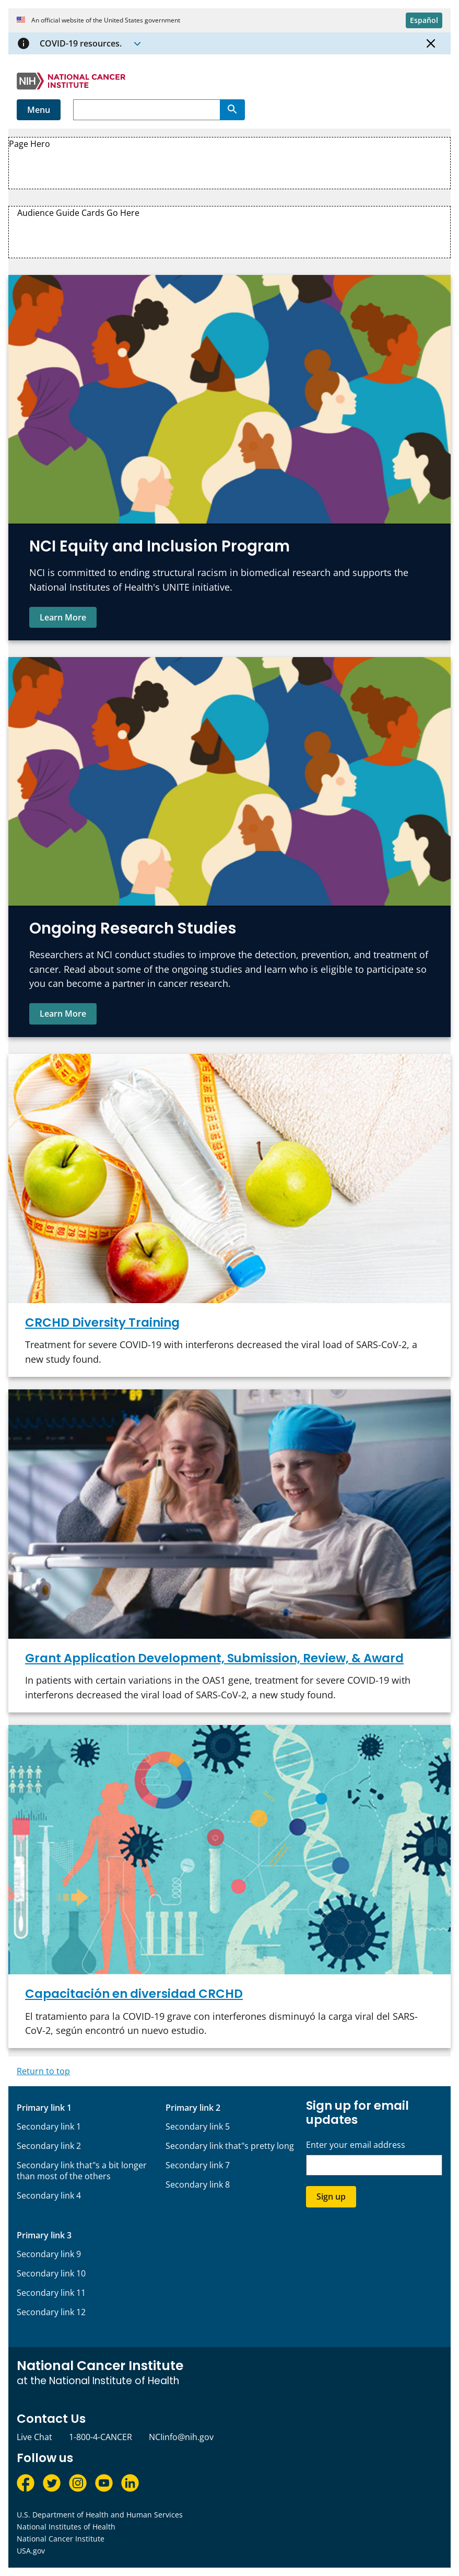 An official website of the United States government
Español
COVID-19 resources.
NIH NATIONAL CANCER
INSTITUTE
Menu
Page Hero
Audience Guide Cards Go Here
NCI Equity and Inclusion Program
NCI is committed to ending structural racism in biomedical research and supports the
National Institutes of Health's UNITE initiative.
Learn More
Ongoing Research Studies
Researchers at NCI conduct studies to improve the detection, prevention, and treatment of
cancer. Read about some of the ongoing studies and learn who is eligible to participate so
you can become a partner in cancer research.
Learn More
CRCHD Diversity Training
Treatment for severe COVID-19 with interferons decreased the viral load of SARS-CoV-2, a
new study found.
Grant Application Development, Submission, Review, & Award
In patients with certain variations in the OAS1 gene, treatment for severe COVID-19 with
interferons decreased the viral load of SARS-CoV-2, a new study found.
Capacitación en diversidad CRCHD
El tratamiento para la COVID-19 grave con interferones disminuyó la carga viral del SARS-
CoV-2, según encontró un nuevo estudio.
Return to top
Primary link 1
Secondary link 1
Secondary link 2
Secondary link that"s a bit longer
than most of the others
Secondary link 4
Primary link 2
Secondary link 5
Secondary link that"s pretty long
Secondary link 7
Secondary link 8
Primary link 3
Secondary link 9
Secondary link 10
Secondary link 11
Secondary link 12
Sign up for email
updates
Enter your email address
Sign up
National Cancer Institute
at the National Institute of Health
Contact Us
Live Chat 1-800-4-CANCER NCIinfo@nih.gov
Follow us
U.S. Department of Health and Human Services
National Institutes of Health
National Cancer Institute
USA.gov